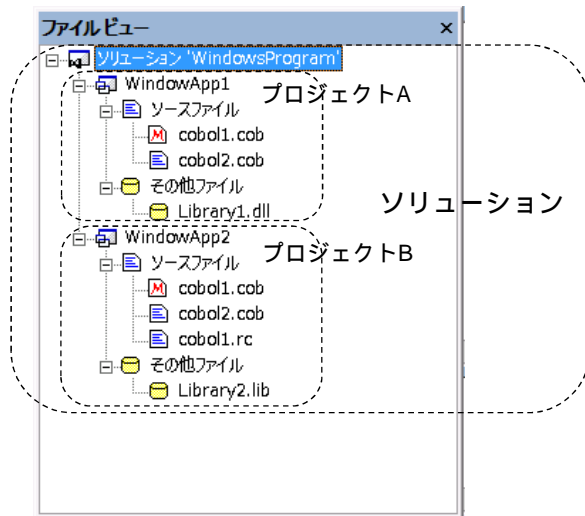 ファイル ビュー
ソリューション 'WindowsProgram'
WindowApp1
プロジェクトA
ソースファイル
cobol1.cob
cobol2.cob
その他ファイル
ソリューション
Library1.dll
WindowApp2
プロジェクトB
ソースファイル
cobol1.cob
cobol2.cob
cobol1.rc
その他ファイル
Library2.lib